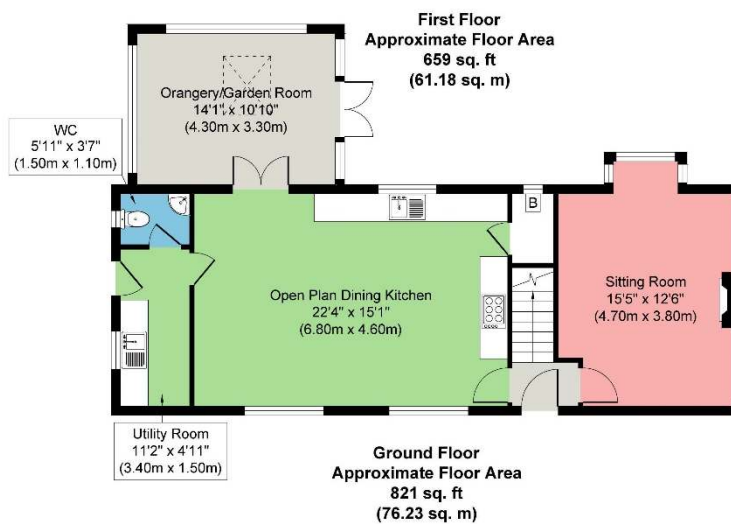 First Floor
Approximate Floor Area
659 sq. ft
(61.18 sq. m)
Orangery/Garden Room
14'1" x 10'10"
(4.30m x 3.30m)
WC
5'11" x 3'7"
(1.50m x 1.10m)
B
Open Plan Dining Kitchen
22'4" x 15'1"
(6.80m x 4.60m)
Sitting Room
15'5" x 12'6"
(4.70m x 3.80m)
Utility Room
11'2" x 4'11"
(3.40m x 1.50m)
Ground Floor
Approximate Floor Area
821 sq. ft
(76.23 sq. m)